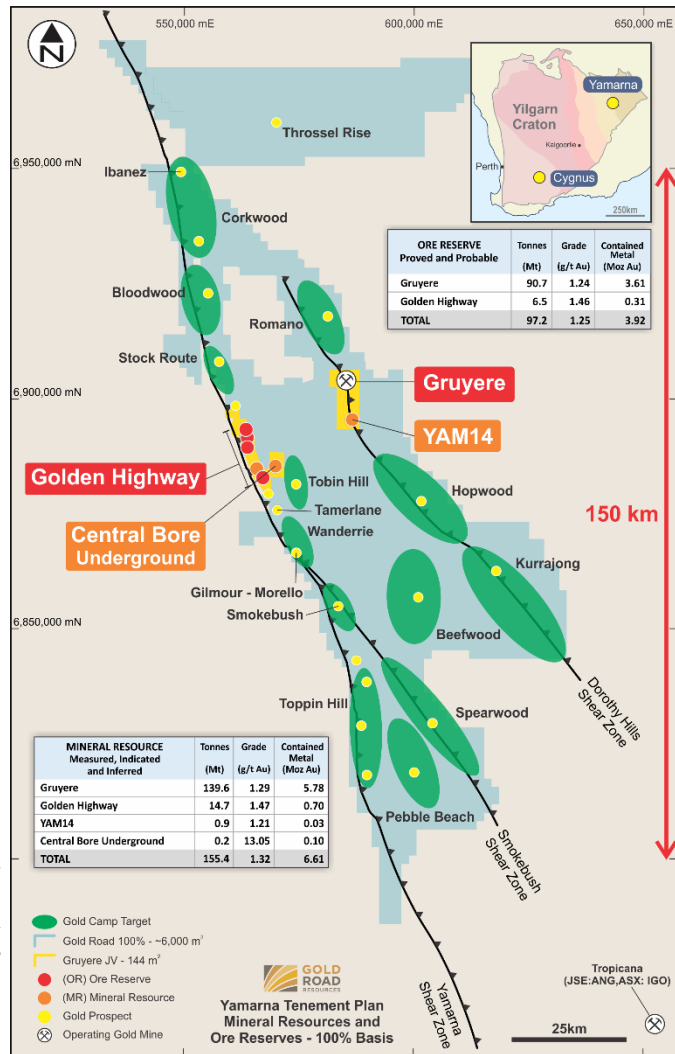 550,000 mE
600,000 mE
650,000 mE
N
Throssel Rise
Yilgarn
Craton
Yamarna
Kalgoorlie
Perth
Cygnus
250km
6,950,000 mN
Ibanez
Corkwood
ORE RESERVE
Proved and Probable
Tonnes
(Mt)
Grade
(g/t Au)
Contained
Metal
(Moz Au)
Gruyere 90.7 1.24 3.61
Golden Highway 6.5 1.46 0.31
TOTAL 97.2 1.25 3.92
Bloodwood
Romano
Stock Route
6,900,000 mN
Gruyere
YAM14
Golden Highway
Tobin Hill
Hopwood
150 km
Central Bore
Underground
Tamerlane
Wanderrie
Kurrajong
Gilmour - Morello
Smokebush
Beefwood
6,850,000 mN
Dorothy Hills
Shear Zone
Toppin Hill
Spearwood
MINERAL RESOURCE
Measured, Indicated
and Inferred
Tonnes
(Mt)
Grade
(g/t Au)
Contained
Metal
(Moz Au)
Gruyere 139.6 1.29 5.78
Golden Highway 14.7 1.47 0.70
YAM14 0.9 1.21 0.03
Central Bore Underground 0.2 13.05 0.10
TOTAL 155.4 1.32 6.61
Pebble Beach
Smokebush
Shear Zone
Gold Camp Target
Gold Road 100% - ~6,000 m²
Gruyere JV - 144 m²
(OR) Ore Reserve
(MR) Mineral Resource
Gold Prospect
Operating Gold Mine
GOLD
ROAD
RESOURCES
Yamarna Tenement Plan
Mineral Resources and
Ore Reserves - 100% Basis
Yamarna
Shear Zone
Tropicana
(JSE:ANG,ASX: IGO)
25km